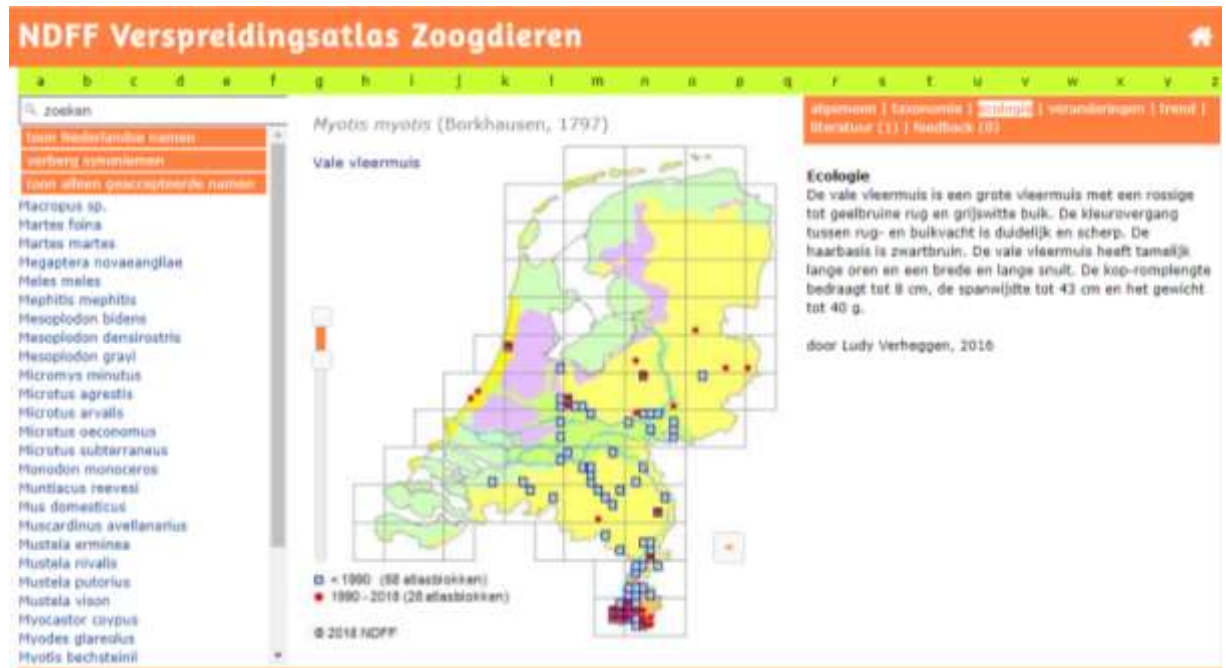 NDFF Verspreidingsatlas Zoogdieren
a b c d e f g h i j k l m n o p q r s t u v w x y z
zoeken
toon Nederlandse namen
verberg synoniemen
toon alleen geaccepteerde namen
Macropus sp.
Martes foina
Martes martes
Megaptera novaeangliae
Meles meles
Mephitis mephitis
Mesoplodon bidens
Mesoplodon densirostris
Mesoplodon grayi
Micromys minutus
Microtus agrestis
Microtus arvalis
Microtus oeconomus
Microtus subterraneus
Monodon monoceros
Muntiacus reevesi
Mus domesticus
Muscardinus avellanarius
Mustela erminea
Mustela nivalis
Mustela putorius
Mustela vison
Myocastor coypus
Myodes glareolus
Myotis bechsteinii
Myotis myotis (Borkhausen, 1797)
Vale vleermuis
< 1990 (68 atlasblokken)
1990 - 2018 (28 atlasblokken)
© 2018 NDFF
algemeen | taxonomie | ecologie | veranderingen | trend |
literatuur (1) | feedback (0)
Ecologie
De vale vleermuis is een grote vleermuis met een rossige
tot geelbruine rug en grijswitte buik. De kleurovergang
tussen rug- en buikvacht is duidelijk en scherp. De
haarbasis is zwartbruin. De vale vleermuis heeft tamelijk
lange oren en een brede en lange snuit. De kop-romplengte
bedraagt tot 8 cm, de spanwijdte tot 43 cm en het gewicht
tot 40 g.
door Ludy Verheggen, 2016